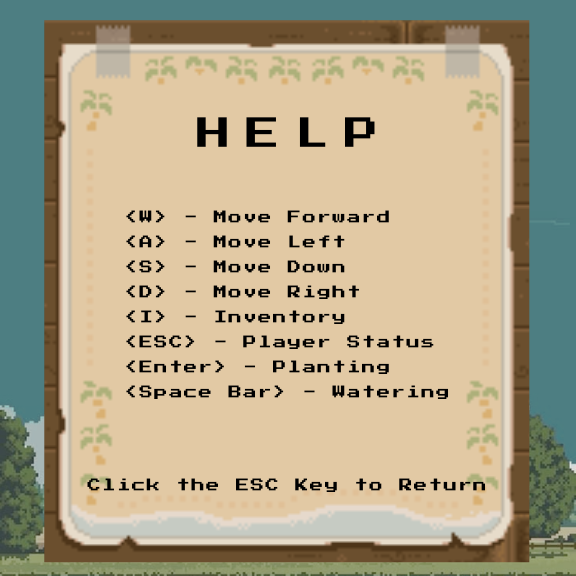 HELP
<W> - Move Forward
<A> - Move Left
<S> - Move Down
<D> - Move Right
<I> - Inventory
<ESC> - Player Status
<Enter> - Planting
<Space Bar> - Watering
Click the ESC Key to Return